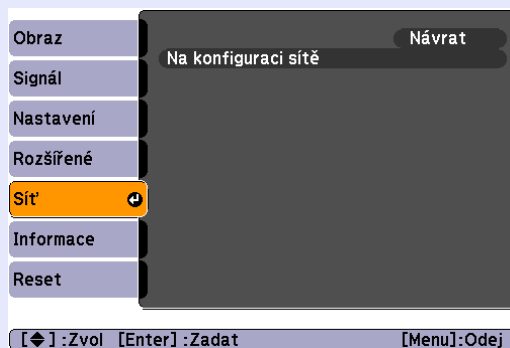 Obraz
Signál
Nastavení
Rozšířené
Síť
Informace
Reset
Návrat
Na konfiguraci sítě
[◆] :Zvol [Enter] :Zadat [Menu]:Odej